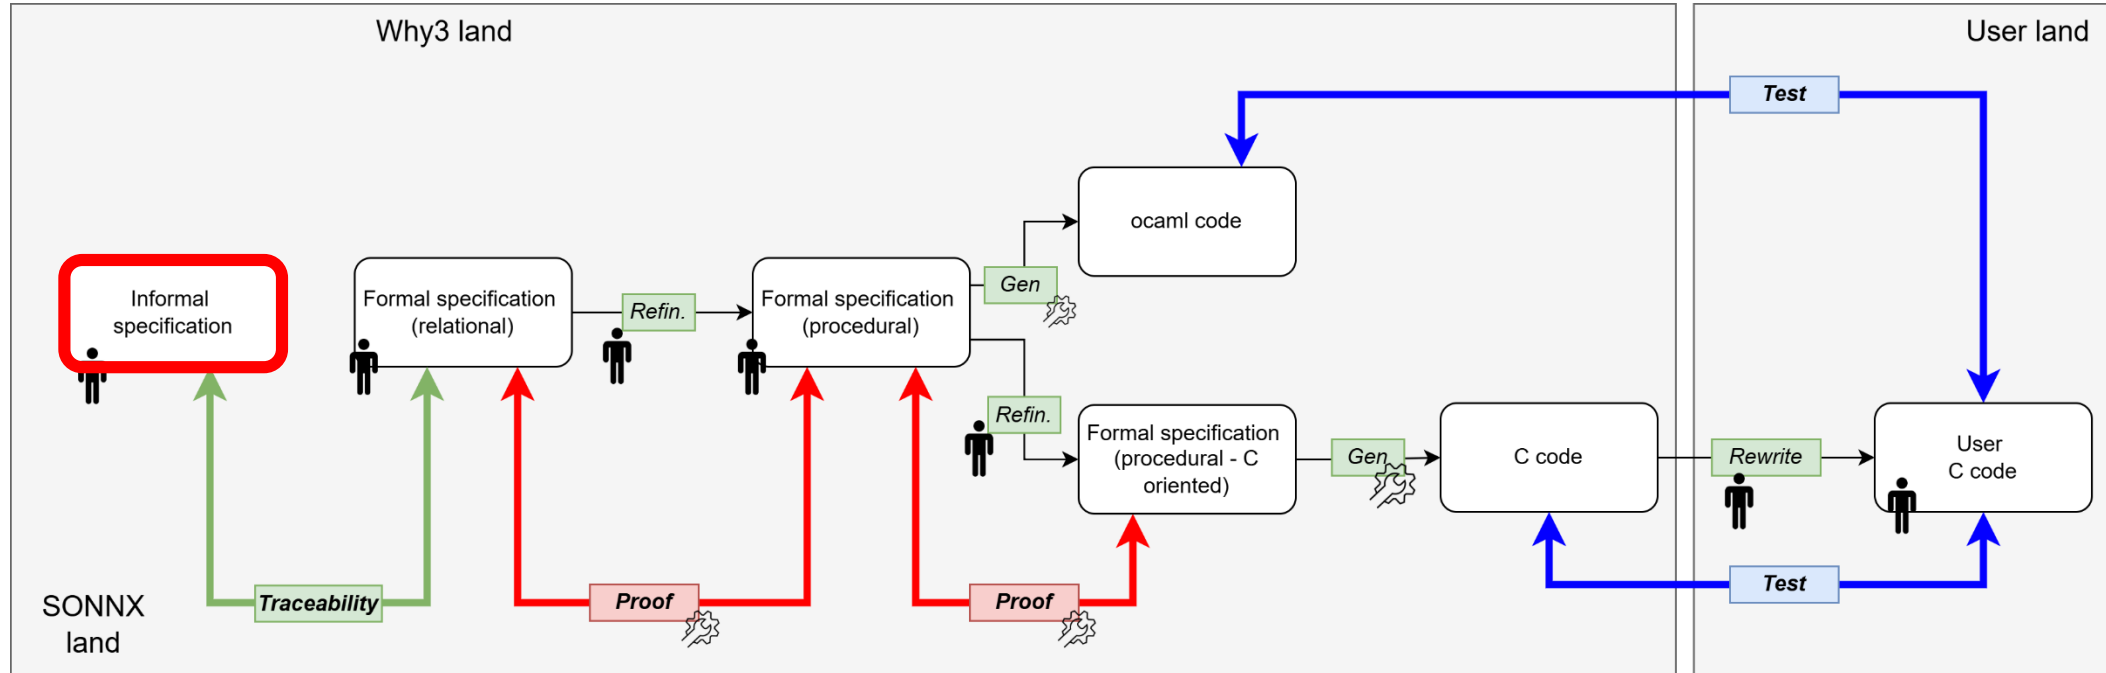 Why3 land
User land
Test
ocaml code
Gen
Informal
specification
Formal specification
(relational)
Refin.
Formal specification
(procedural)
Refin.
Formal specification
(procedural - C
oriented)
Gen
C code
Rewrite
User
C code
SONNX
land
Traceability
Proof
Proof
Test